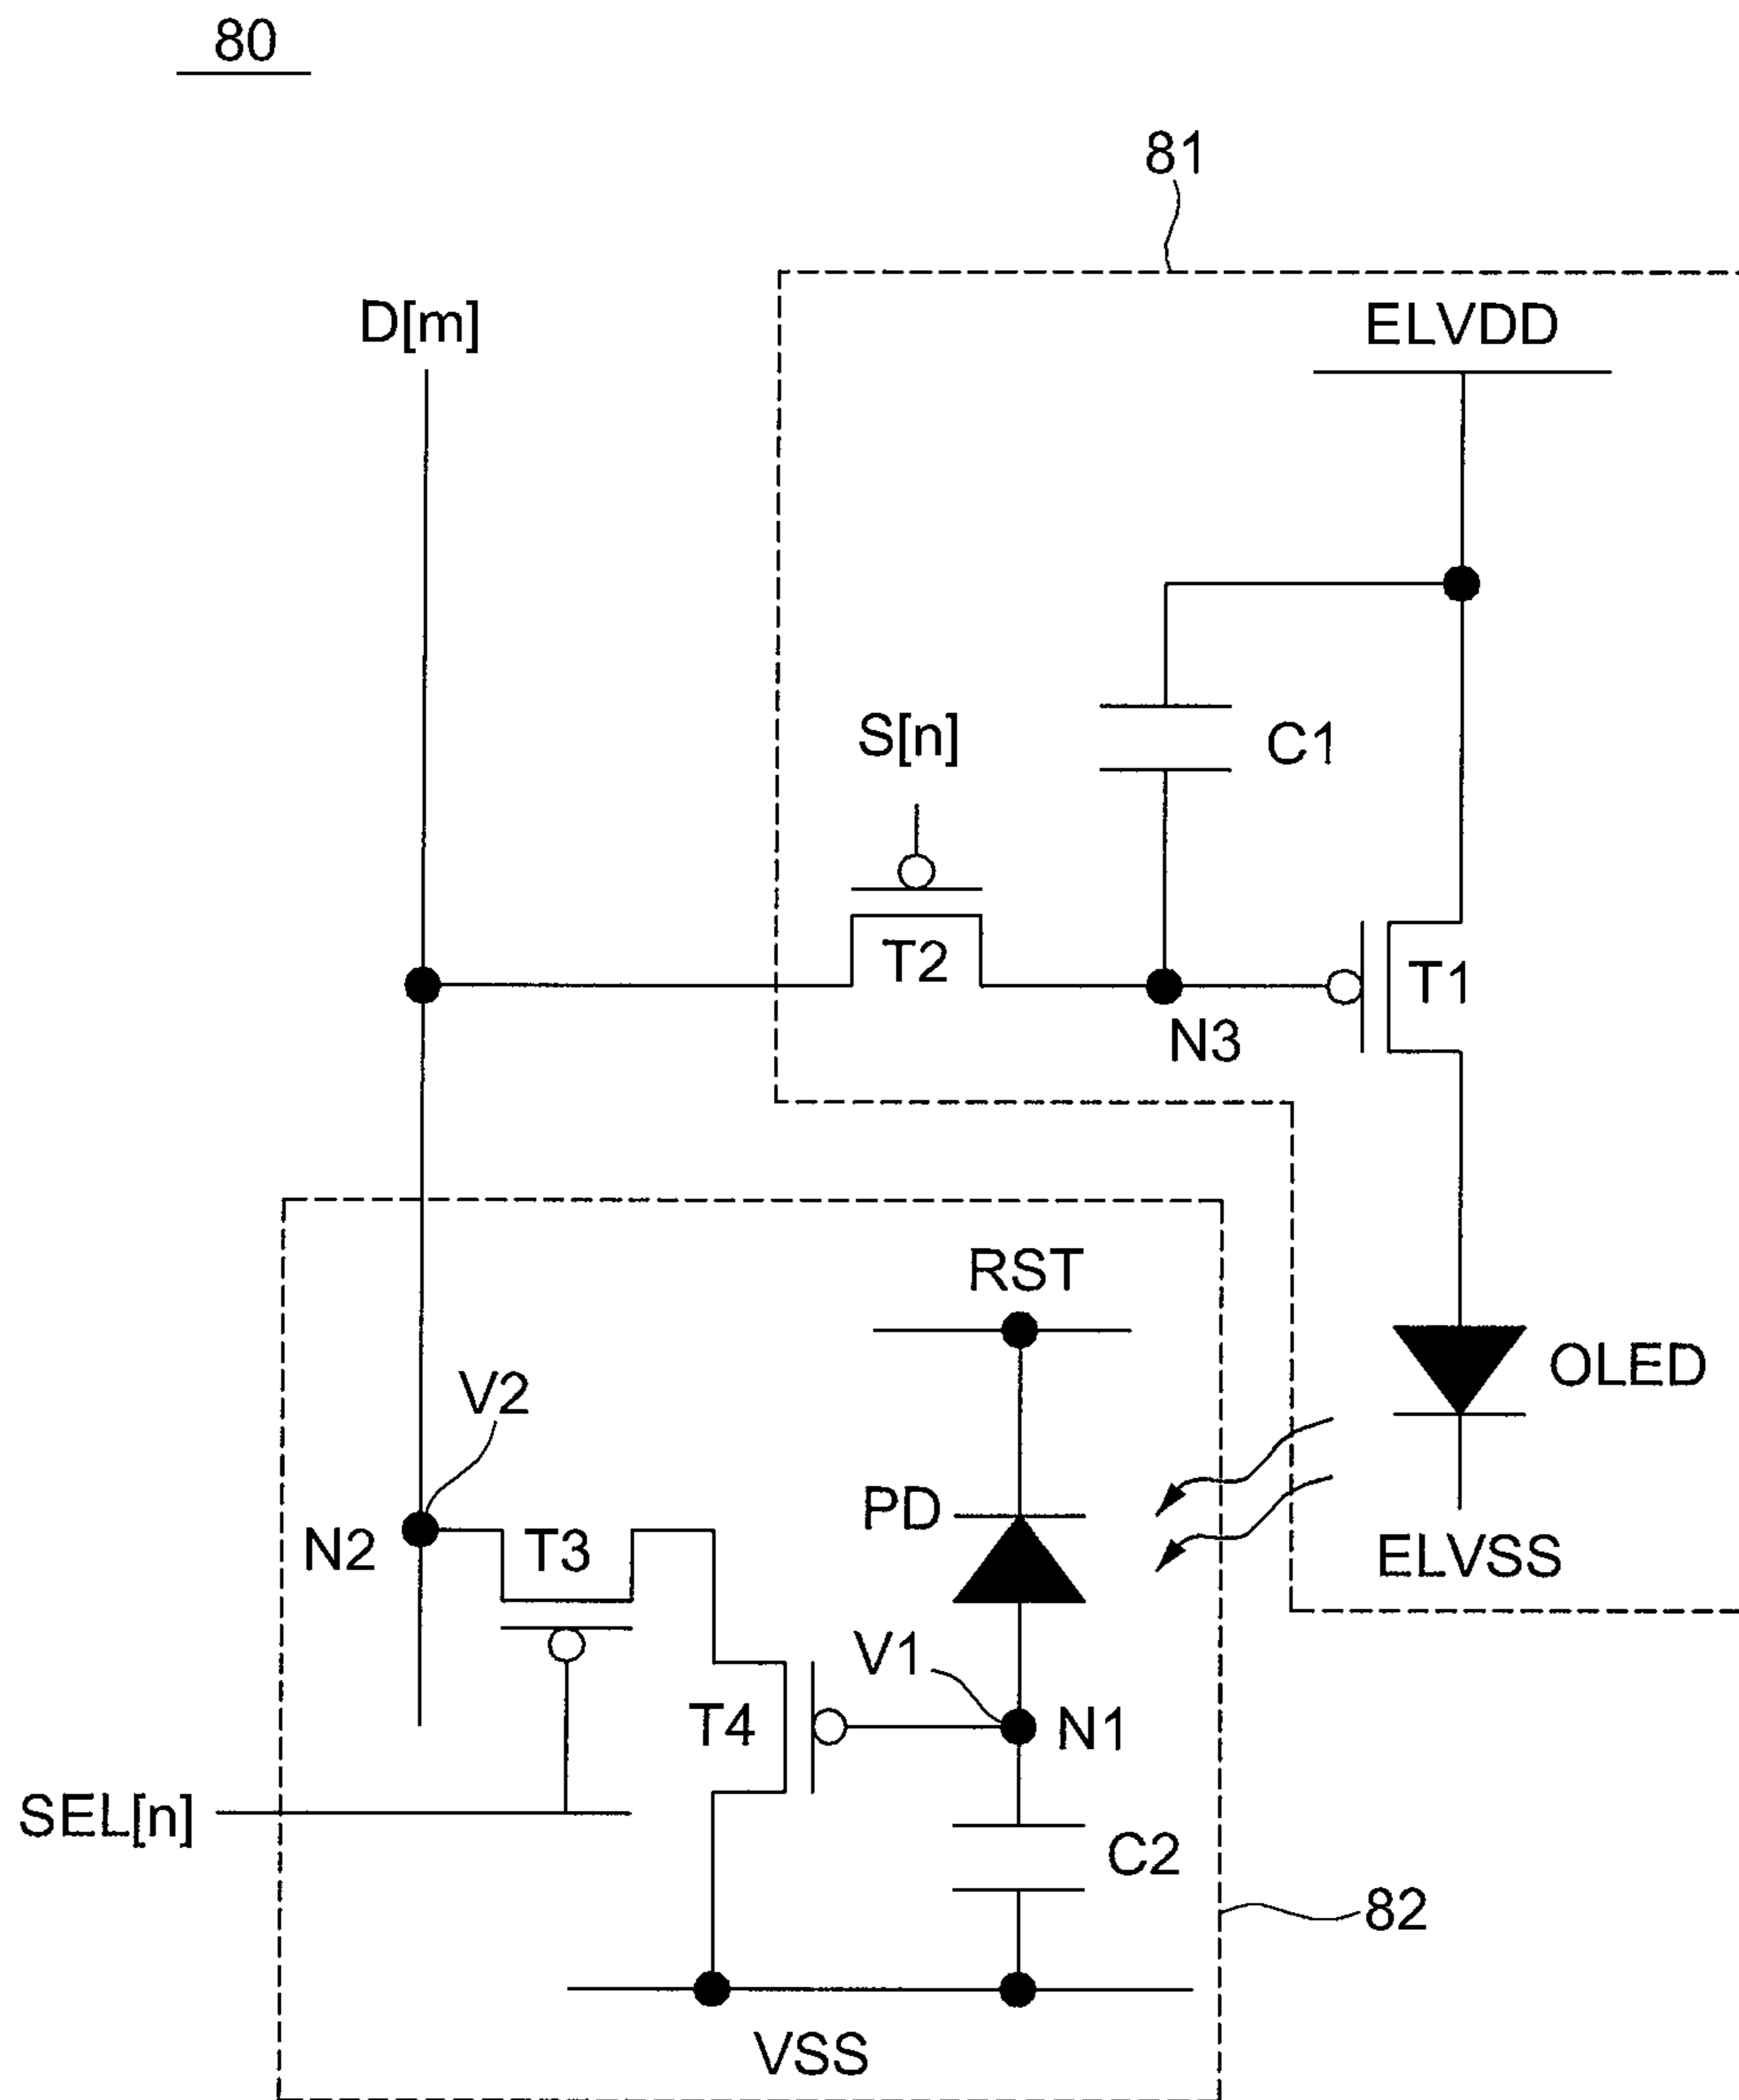 80
81
D[m]
ELVDD
S[n]
C1
T2
T1
N3
RST
OLED
V2
PD
N2
T3
ELVSS
V1
T4
N1
SEL[n]
C2
82
VSS